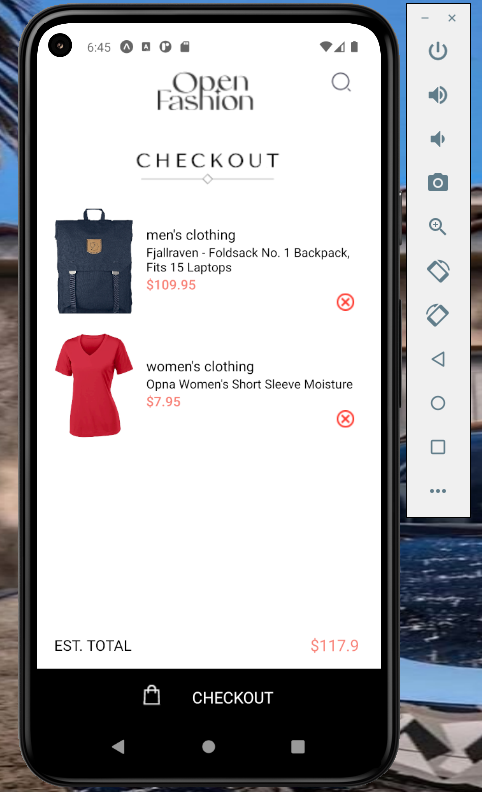 6:45
Open
Fashion
CHECKOUT
men's clothing
Fjallraven - Foldsack No. 1 Backpack,
Fits 15 Laptops
$109.95
women's clothing
Opna Women's Short Sleeve Moisture
$7.95
EST. TOTAL $117.9
CHECKOUT